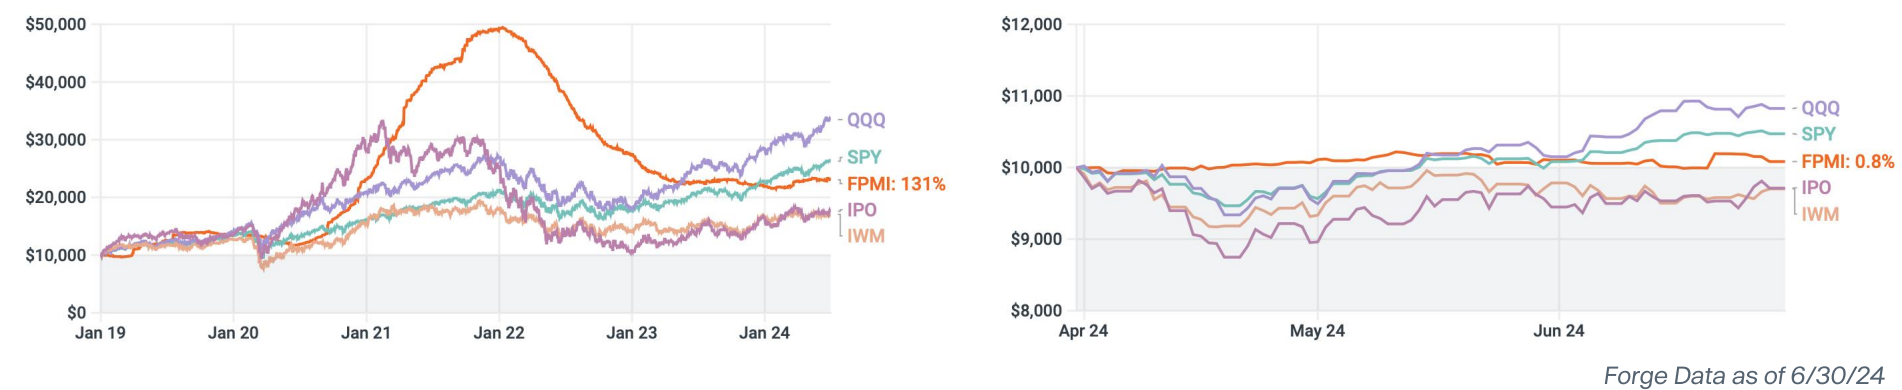 $50,000
$40,000
$30,000
$20,000
$10,000
$0
Jan 19 Jan 20 Jan 21 Jan 22 Jan 23 Jan 24
QQQ
SPY
FPMI: 131%
IPO
IWM
$12,000
$11,000
$10,000
$9,000
$8,000
Apr 24 May 24 Jun 24
QQQ
SPY
FPMI: 0.8%
IPO
IWM
Forge Data as of 6/30/24